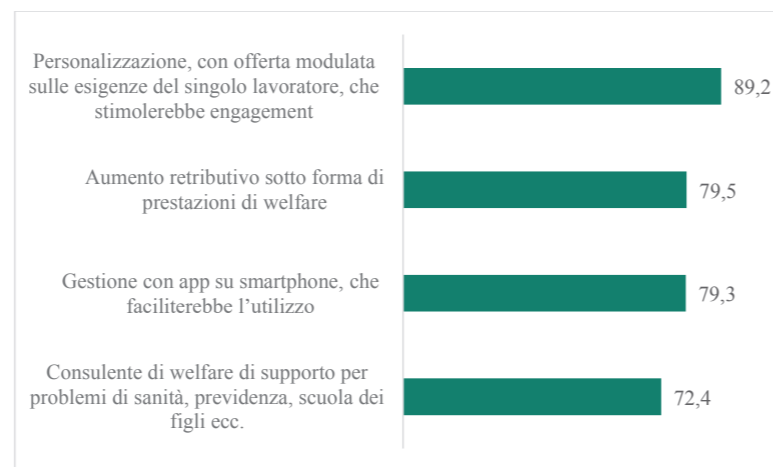 Personalizzazione, con offerta modulata
sulle esigenze del singolo lavoratore, che
stimolerebbe engagement
89,2
Aumento retributivo sotto forma di
prestazioni di welfare
79,5
Gestione con app su smartphone, che
faciliterebbe l’utilizzo
79,3
Consulente di welfare di supporto per
problemi di sanità, previdenza, scuola dei
figli ecc.
72,4